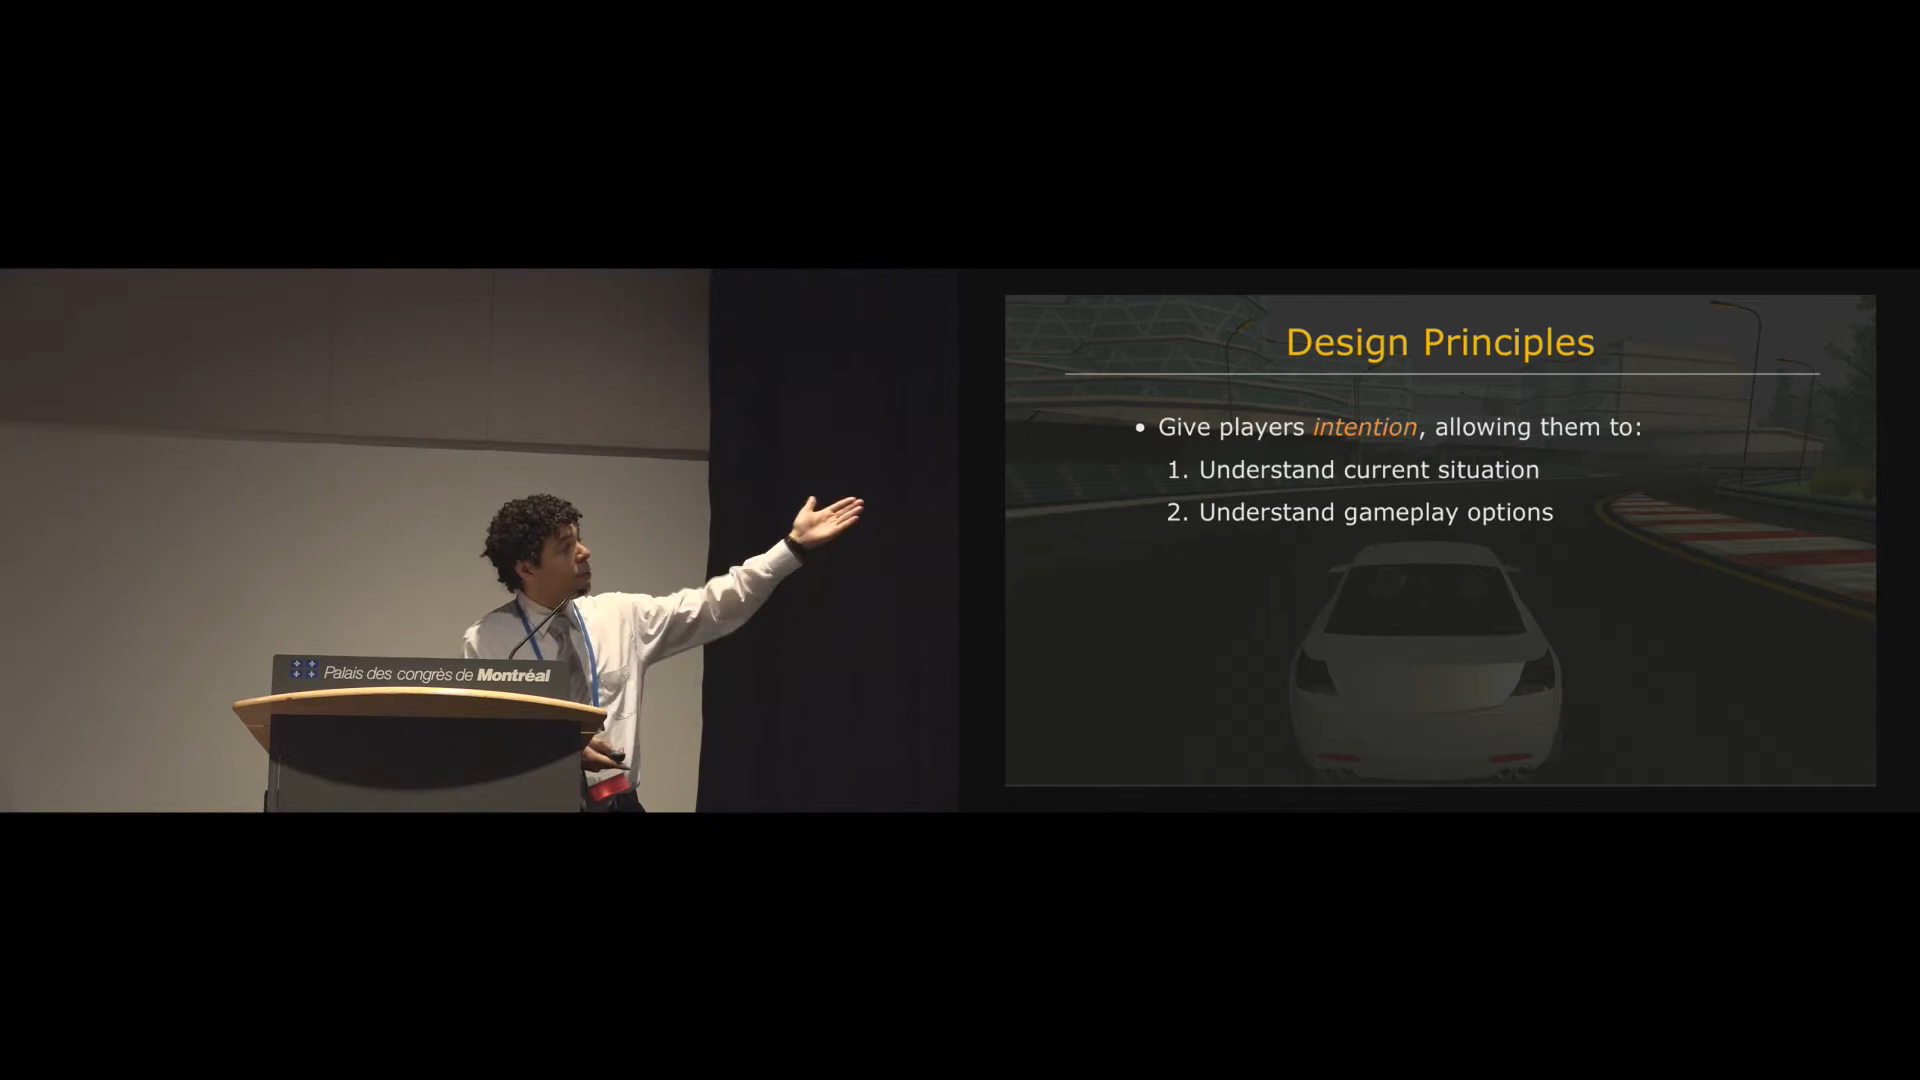 Palais des congrès de Montréal
Design Principles
• Give players intention, allowing them to:
1. Understand current situation
2. Understand gameplay options